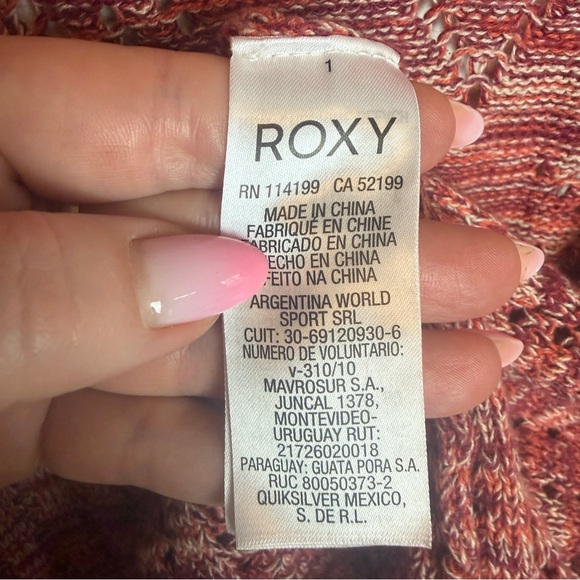 1
ROXY
RN 114199 CA 52199
MADE IN CHINA
FABRIQUÉ EN CHINE
FABRICADO EN CHINA
HECHO EN CHINA
FEITO NA CHINA
ARGENTINA WORLD
SPORT SRL
CUIT: 30-69120930-6
NUMERO DE VOLUNTARIO:
v-310/10
MAVROSUR S.A.,
JUNCAL 1378,
MONTEVIDEO-
URUGUAY RUT:
21726020018
PARAGUAY: GUATA PORA S.A.
RUC 80050373-2
QUIKSILVER MEXICO,
S. DE R.L.